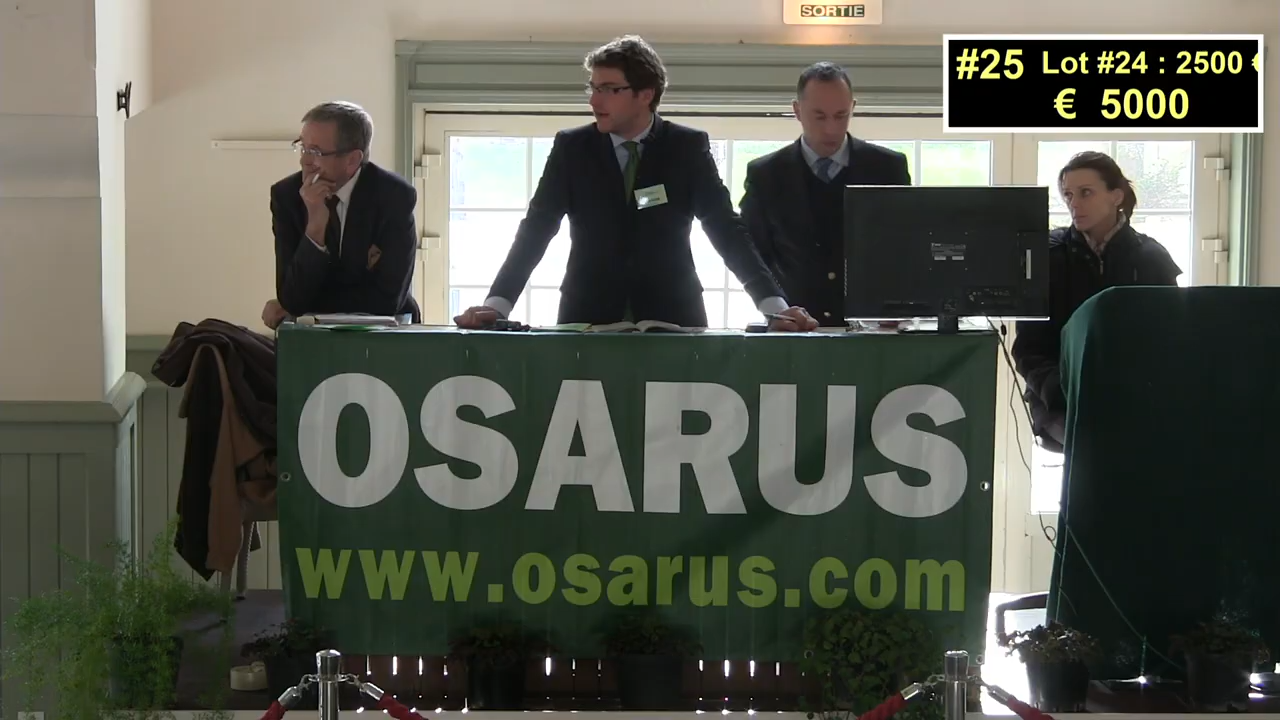 SORTIE
#25 Lot #24 : 2500 €
€ 5000
OSARUS
www.osarus.com